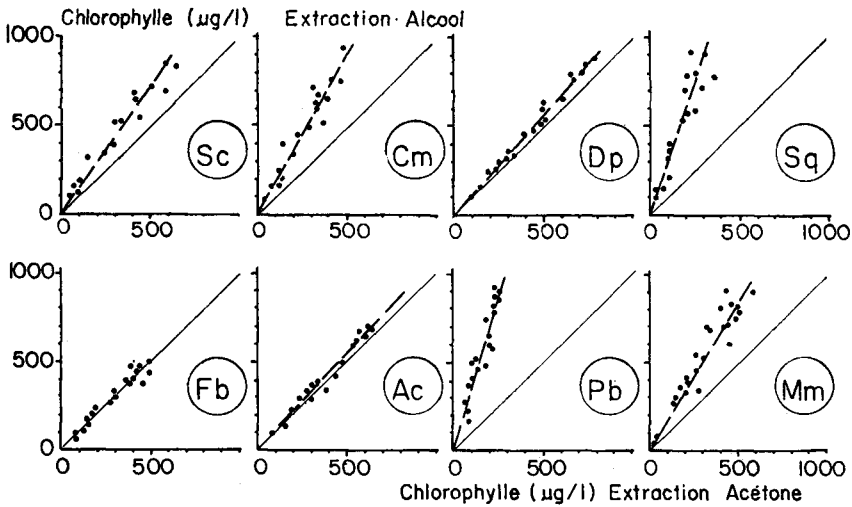 Chlorophylle (µg/l) Extraction·Alcool
1000
500
0
Sc Cm Dp Sq
0 500 0 500 0 500 0 500 1000
1000
500
0
Fb Ac Pb Mm
0 500 0 500 0 500 0 500 1000
Chlorophylle (µg/l) Extraction Acétone